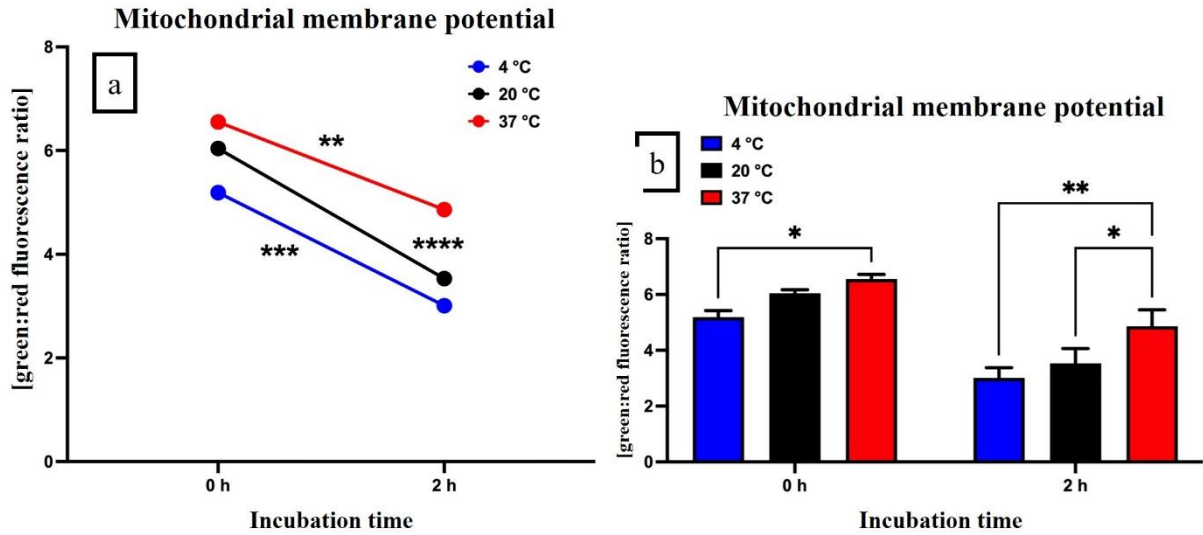 Mitochondrial membrane potential
a
4 °C
20 °C
37 °C
[green:red fluorescence ratio]
8
6
4
2
0
**
***
****
0 h
2 h
Incubation time
Mitochondrial membrane potential
b
4 °C
20 °C
37 °C
[green:red fluorescence ratio]
8
6
4
2
0
*
**
*
0 h
2 h
Incubation time